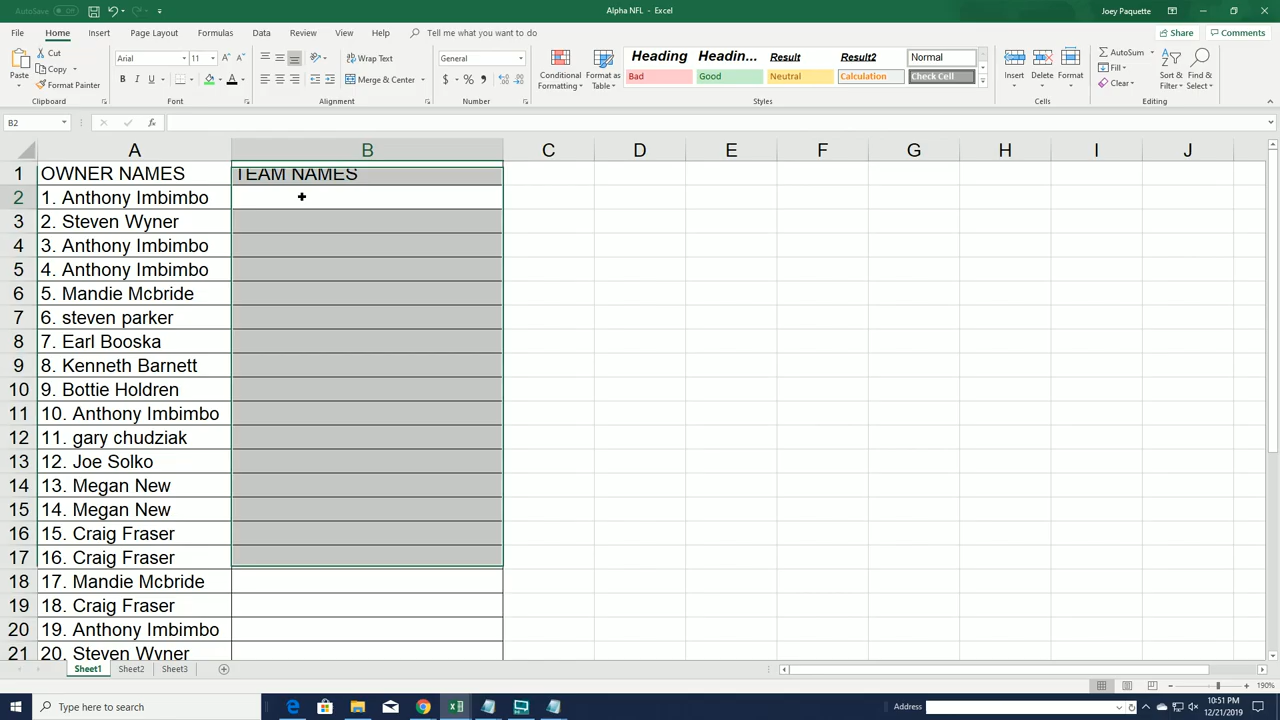 AutoSave Off
Alpha NFL - Excel
Joey Paquette
File Home Insert Page Layout Formulas Data Review View Help Tell me what you want to do
Share Comments
Paste
Cut
Copy
Format Painter
Clipboard
Arial 11
B I U
Font
Wrap Text
Merge & Center
Alignment
General
$ % ,
Number
Conditional Formatting
Format as Table
Heading Headin... Result Result2 Normal
Bad Good Neutral Calculation Check Cell
Styles
Insert Delete Format
Cells
AutoSum
Fill
Clear
Sort & Filter
Find & Select
Editing
B2
fx
A B C D E F G H I J
1 OWNER NAMES TEAM NAMES
2 1. Anthony Imbimbo
3 2. Steven Wyner
4 3. Anthony Imbimbo
5 4. Anthony Imbimbo
6 5. Mandie Mcbride
7 6. steven parker
8 7. Earl Booska
9 8. Kenneth Barnett
10 9. Bottie Holdren
11 10. Anthony Imbimbo
12 11. gary chudziak
13 12. Joe Solko
14 13. Megan New
15 14. Megan New
16 15. Craig Fraser
17 16. Craig Fraser
18 17. Mandie Mcbride
19 18. Craig Fraser
20 19. Anthony Imbimbo
21 20. Steven Wyner
Sheet1 Sheet2 Sheet3
190%
Type here to search
Address
10:51 PM
12/21/2019